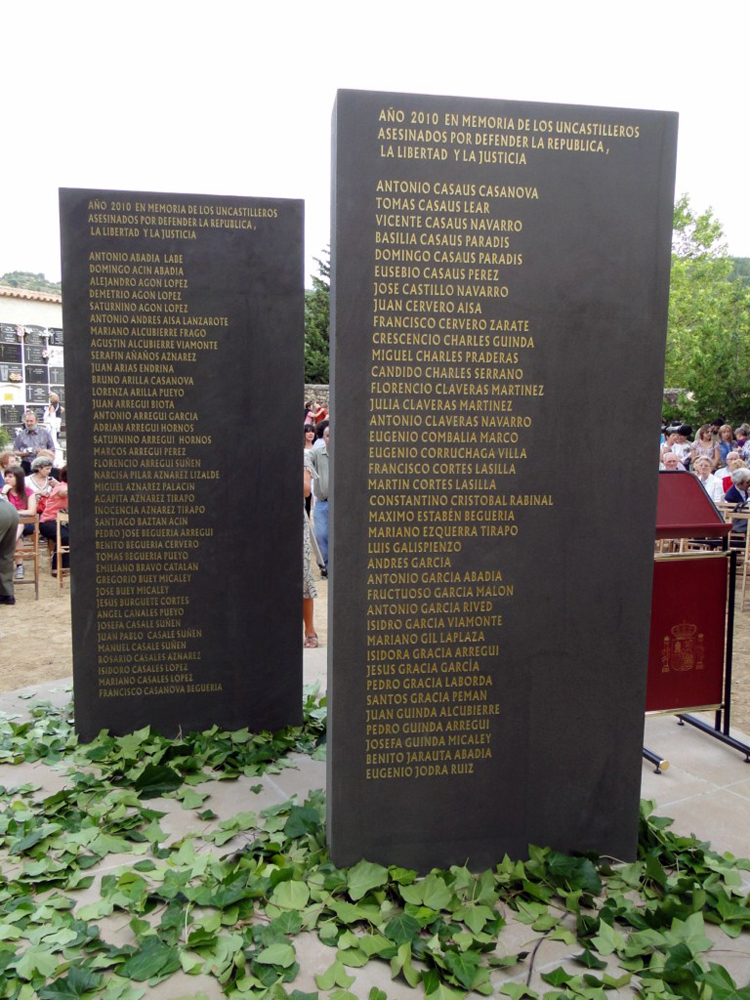 AÑO 2010 EN MEMORIA DE LOS UNCASTILLEROS
ASESINADOS POR DEFENDER LA REPUBLICA,
LA LIBERTAD Y LA JUSTICIA
ANTONIO ABADIA LABE
DOMINGO ACIN ABADIA
ALEJANDRO AGON LOPEZ
DEMETRIO AGON LOPEZ
SATURNINO AGON LOPEZ
ANTONIO ANDRES AISA LANZAROTE
MARIANO ALCUBIERRE FRAGO
AGUSTIN ALCUBIERRE VIAMONTE
SERAFIN AÑAÑOS AZNAREZ
JUAN ARIAS ENDRINA
BRUNO ARILLA CASANOVA
LORENZA ARILLA PUEYO
JUAN ARREGUI BIOTA
ANTONIO ARREGUI GARCIA
ADRIAN ARREGUI HORNOS
SATURNINO ARREGUI HORNOS
MARCOS ARREGUI PEREZ
FLORENCIO ARREGUI SUÑEN
NARCISA PILAR AZNAREZ LIZALDE
MIGUEL AZNAREZ PALACIN
AGAPITA AZNAREZ TIRAPO
INOCENCIA AZNAREZ TIRAPO
SANTIAGO BAZTAN ACIN
PEDRO JOSE BEGUERIA ARREGUI
BENITO BEGUERIA CERVERO
TOMAS BEGUERIA PUEYO
EMILIANO BRAVO CATALAN
GREGORIO BUEY MICALEY
JOSE BUEY MICALEY
JESUS BURGUETE CORTES
ANGEL CANALES PUEYO
JOSEFA CASALE SUÑEN
JUAN PABLO CASALE SUÑEN
MANUEL CASALE SUÑEN
ROSARIO CASALES AZNAREZ
ISIDORO CASALES LOPEZ
MARIANO CASALES LOPEZ
FRANCISCO CASANOVA BEGUERIA
AÑO 2010 EN MEMORIA DE LOS UNCASTILLEROS
ASESINADOS POR DEFENDER LA REPUBLICA,
LA LIBERTAD Y LA JUSTICIA
ANTONIO CASAUS CASANOVA
TOMAS CASAUS LEAR
VICENTE CASAUS NAVARRO
BASILIA CASAUS PARADIS
DOMINGO CASAUS PARADIS
EUSEBIO CASAUS PEREZ
JOSE CASTILLO NAVARRO
JUAN CERVERO AISA
FRANCISCO CERVERO ZARATE
CRESCENCIO CHARLES GUINDA
MIGUEL CHARLES PRADERAS
CANDIDO CHARLES SERRANO
FLORENCIO CLAVERAS MARTINEZ
JULIA CLAVERAS MARTINEZ
ANTONIO CLAVERAS NAVARRO
EUGENIO COMBALIA MARCO
EUGENIO CORRUCHAGA VILLA
FRANCISCO CORTES LASILLA
MARTIN CORTES LASILLA
CONSTANTINO CRISTOBAL RABINAL
MAXIMO ESTABÉN BEGUERIA
MARIANO EZQUERRA TIRAPO
LUIS GALISPIENZO
ANDRES GARCIA
ANTONIO GARCIA ABADIA
FRUCTUOSO GARCIA MALON
ANTONIO GARCIA RIVED
ISIDRO GARCIA VIAMONTE
MARIANO GIL LAPLAZA
ISIDORA GRACIA ARREGUI
JESUS GRACIA GARCÍA
PEDRO GRACIA LABORDA
SANTOS GRACIA PEMAN
JUAN GUINDA ALCUBIERRE
PEDRO GUINDA ARREGUI
JOSEFA GUINDA MICALEY
BENITO JARAUTA ABADIA
EUGENIO JODRA RUIZ